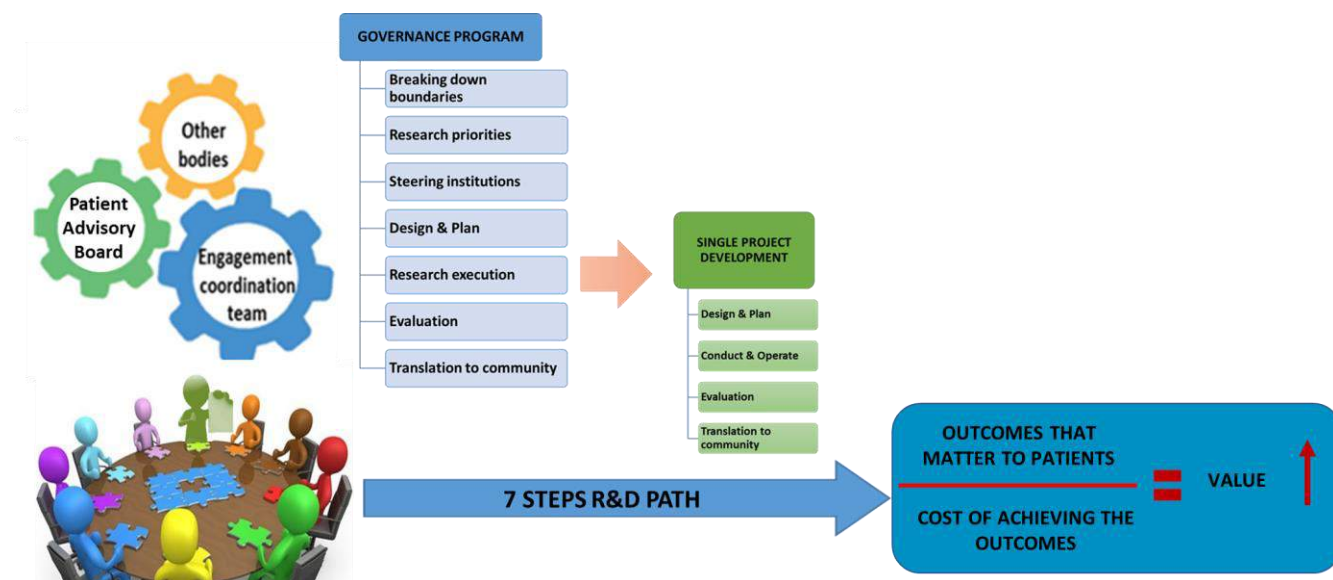 Other
bodies
Patient
Advisory
Board
Engagement
coordination
team
GOVERNANCE PROGRAM
Breaking down
boundaries
Research priorities
Steering institutions
Design & Plan
Research execution
Evaluation
Translation to community
SINGLE PROJECT
DEVELOPMENT
Design & Plan
Conduct & Operate
Evaluation
Translation to
community
7 STEPS R&D PATH
OUTCOMES THAT
MATTER TO PATIENTS
COST OF ACHIEVING THE
OUTCOMES
= VALUE